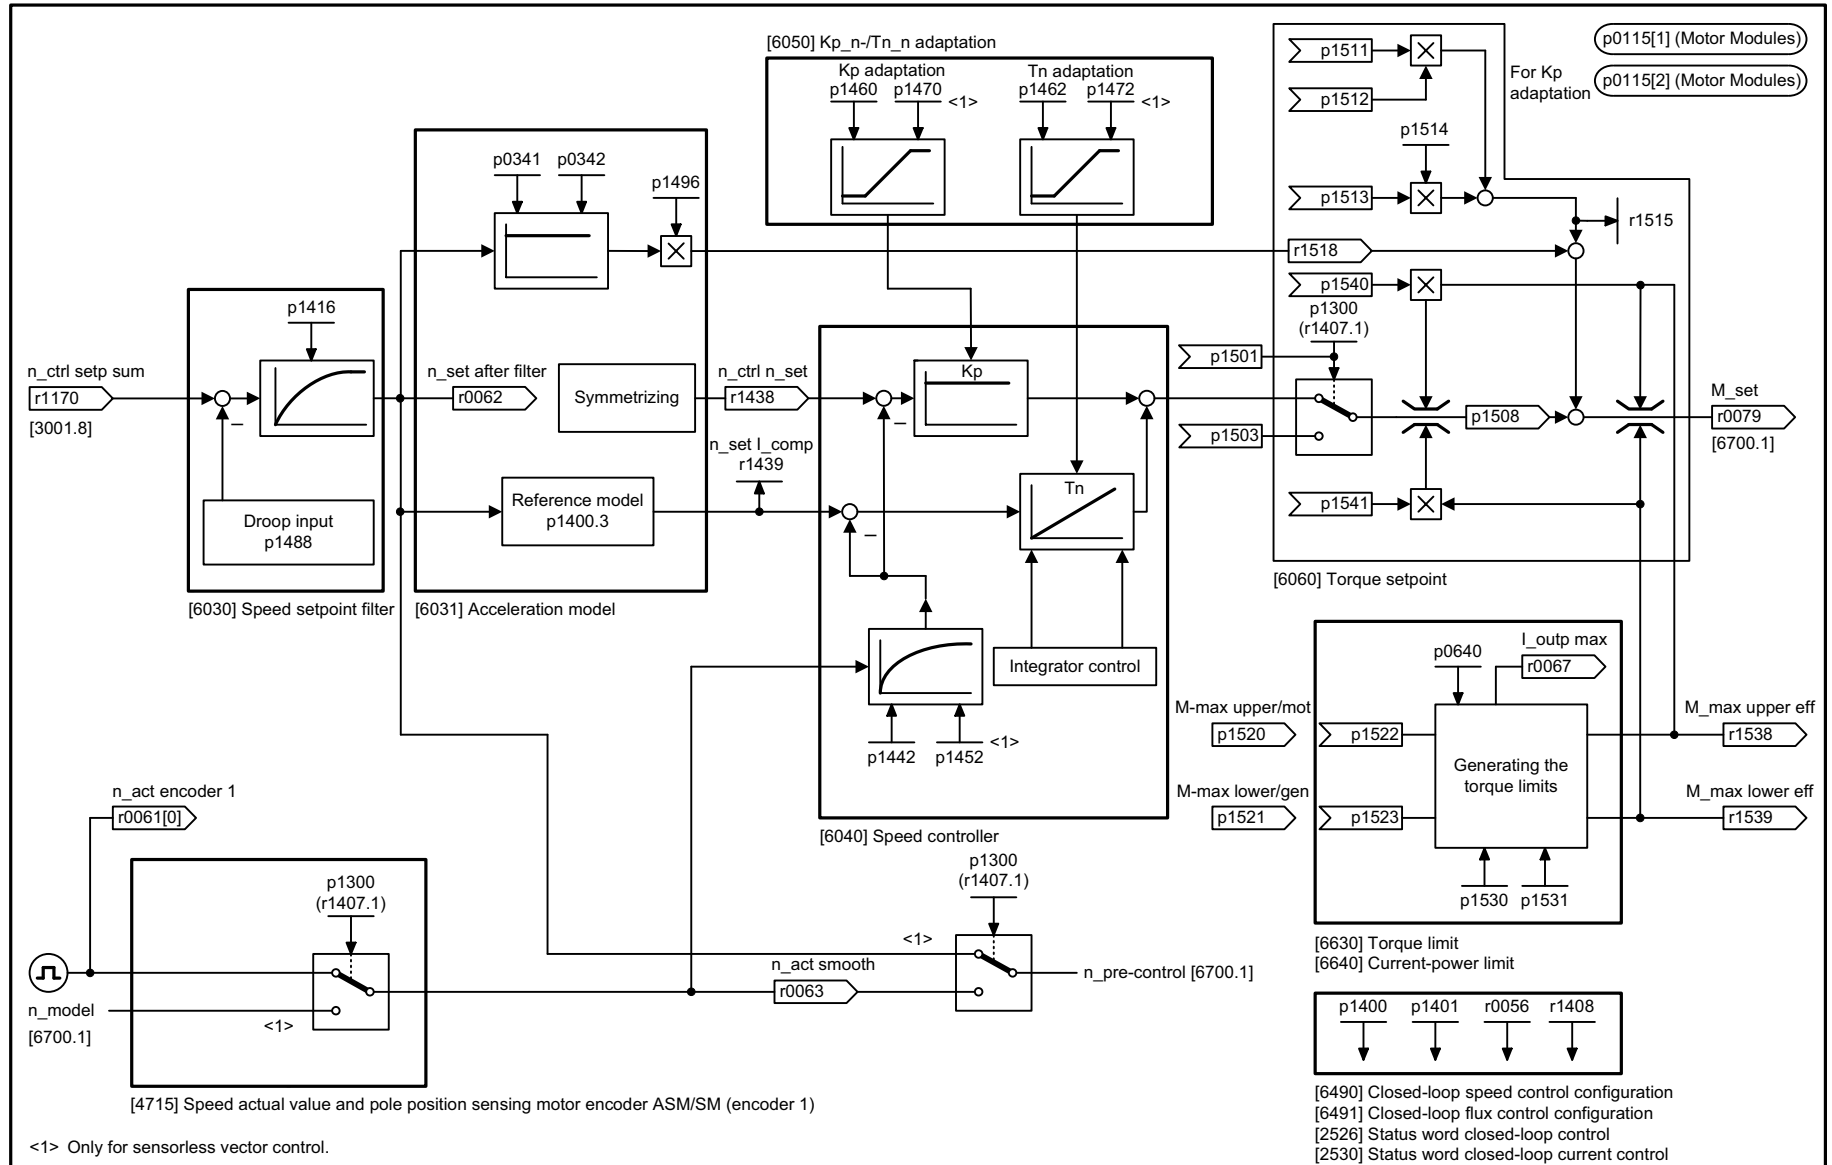 [6050] Kp_n-/Tn_n adaptation
Kp adaptation
p1460 p1470 <1>
Tn adaptation
p1462 p1472 <1>
p1511
p1512
For Kp
adaptation
p0115[1] (Motor Modules)
p0115[2] (Motor Modules)
p1514
p1513
r1515
p0341 p0342
p1496
r1518
p1540
p1300
(r1407.1)
p1501
p1503
p1508
M_set
r0079
[6700.1]
p1541
[6060] Torque setpoint
p1416
n_ctrl setp sum
r1170
[3001.8]
–
Droop input
p1488
[6030] Speed setpoint filter
n_set after filter
r0062
Symmetrizing
n_ctrl n_set
r1438
n_set I_comp
r1439
Reference model
p1400.3
[6031] Acceleration model
Kp
–
Tn
–
Integrator control
p1442 p1452 <1>
[6040] Speed controller
I_outp max
r0067
p0640
M-max upper/mot
p1520
p1522
M-max lower/gen
p1521
p1523
Generating the
torque limits
M_max upper eff
r1538
M_max lower eff
r1539
p1530 p1531
[6630] Torque limit
[6640] Current-power limit
n_act encoder 1
r0061[0]
p1300
(r1407.1)
n_model
[6700.1]
<1>
n_act smooth
r0063
p1300
(r1407.1)
<1>
n_pre-control [6700.1]
[4715] Speed actual value and pole position sensing motor encoder ASM/SM (encoder 1)
p1400 p1401 r0056 r1408
[6490] Closed-loop speed control configuration
[6491] Closed-loop flux control configuration
[2526] Status word closed-loop control
[2530] Status word closed-loop current control
<1> Only for sensorless vector control.